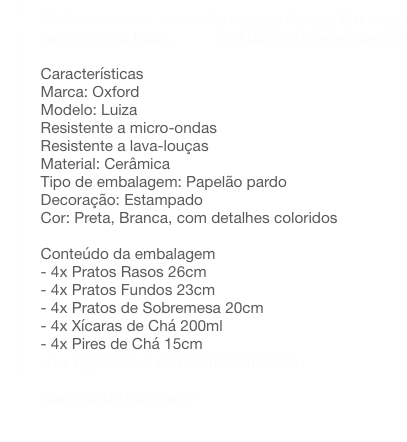 Características
Marca: Oxford
Modelo: Luiza
Resistente a micro-ondas
Resistente a lava-louças
Material: Cerâmica
Tipo de embalagem: Papelão pardo
Decoração: Estampado
Cor: Preta, Branca, com detalhes coloridos
Conteúdo da embalagem
- 4x Pratos Rasos 26cm
- 4x Pratos Fundos 23cm
- 4x Pratos de Sobremesa 20cm
- 4x Xícaras de Chá 200ml
- 4x Pires de Chá 15cm